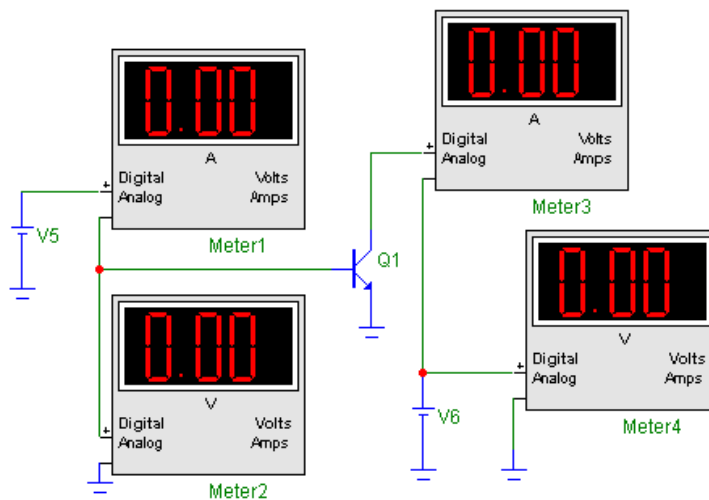 0.00
A
+
Digital Volts
Analog Amps
Meter1
V5
0.00
A
+
Digital Volts
Analog Amps
Meter3
Q1
0.00
V
+
Digital Volts
Analog Amps
Meter2
0.00
V
+
Digital Volts
Analog Amps
Meter4
V6